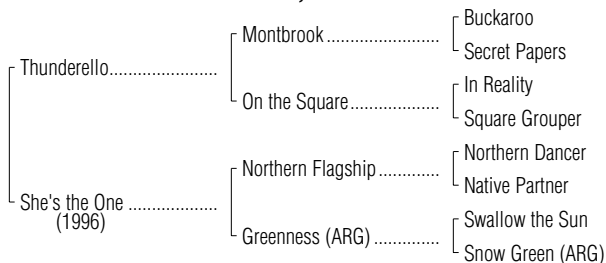 Buckaroo
Montbrook ..........................
Secret Papers
Thunderello.........................
In Reality
On the Square.....................
Square Grouper
Northern Dancer
Northern Flagship ..............
Native Partner
She's the One .....................
(1996)
Swallow the Sun
Greenness (ARG) ...............
Snow Green (ARG)